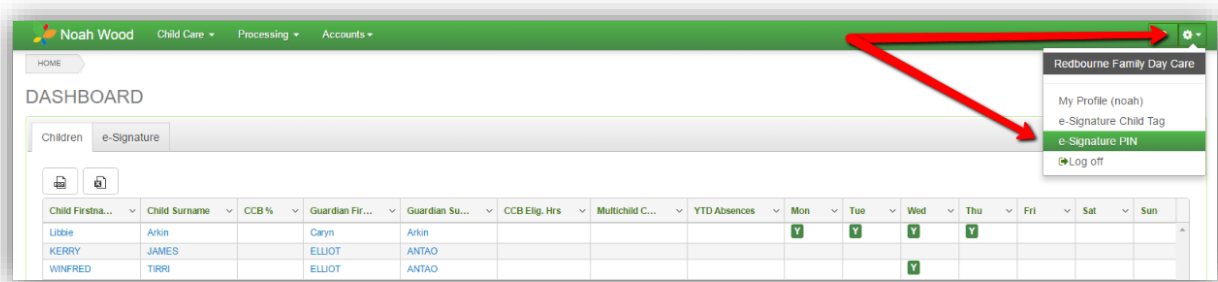 Noah Wood Child Care Processing Accounts
HOME
Redbourne Family Day Care
DASHBOARD
My Profile (noah)
e-Signature Child Tag
Children e-Signature
e-Signature PIN
Log off
Child Firstna... Child Surname CCB % Guardian Fir... Guardian Su... CCB Elig. Hrs Multichild C... YTD Absences Mon Tue Wed Thu Fri Sat Sun
Libbie Arkin Caryn Arkin Y Y Y Y
KERRY JAMES ELLIOT ANTAO
WINFRED TIRRI ELLIOT ANTAO Y